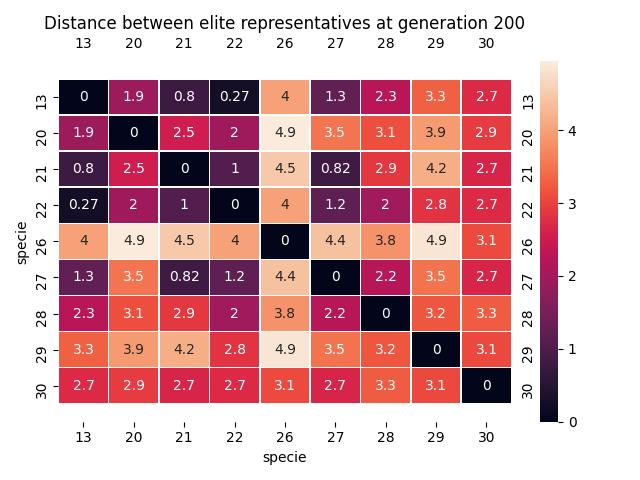 Distance between elite representatives at generation 200
13 20 21 22 26 27 28 29 30
13 0 1.9 0.8 0.27 4 1.3 2.3 3.3 2.7 13
20 1.9 0 2.5 2 4.9 3.5 3.1 3.9 2.9 20
21 0.8 2.5 0 1 4.5 0.82 2.9 4.2 2.7 21
22 0.27 2 1 0 4 1.2 2 2.8 2.7 22
26 4 4.9 4.5 4 0 4.4 3.8 4.9 3.1 26
27 1.3 3.5 0.82 1.2 4.4 0 2.2 3.5 2.7 27
28 2.3 3.1 2.9 2 3.8 2.2 0 3.2 3.3 28
29 3.3 3.9 4.2 2.8 4.9 3.5 3.2 0 3.1 29
30 2.7 2.9 2.7 2.7 3.1 2.7 3.3 3.1 0 30
13 20 21 22 26 27 28 29 30
specie
specie
4
3
2
1
0